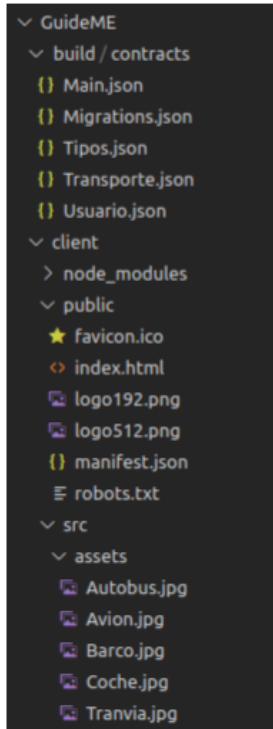 GuideME
build / contracts
Main.json
Migrations.json
Tipos.json
Transporte.json
Usuario.json
client
node_modules
public
favicon.ico
index.html
logo192.png
logo512.png
manifest.json
robots.txt
src
assets
Autobus.jpg
Avion.jpg
Barco.jpg
Coche.jpg
Tranvia.jpg